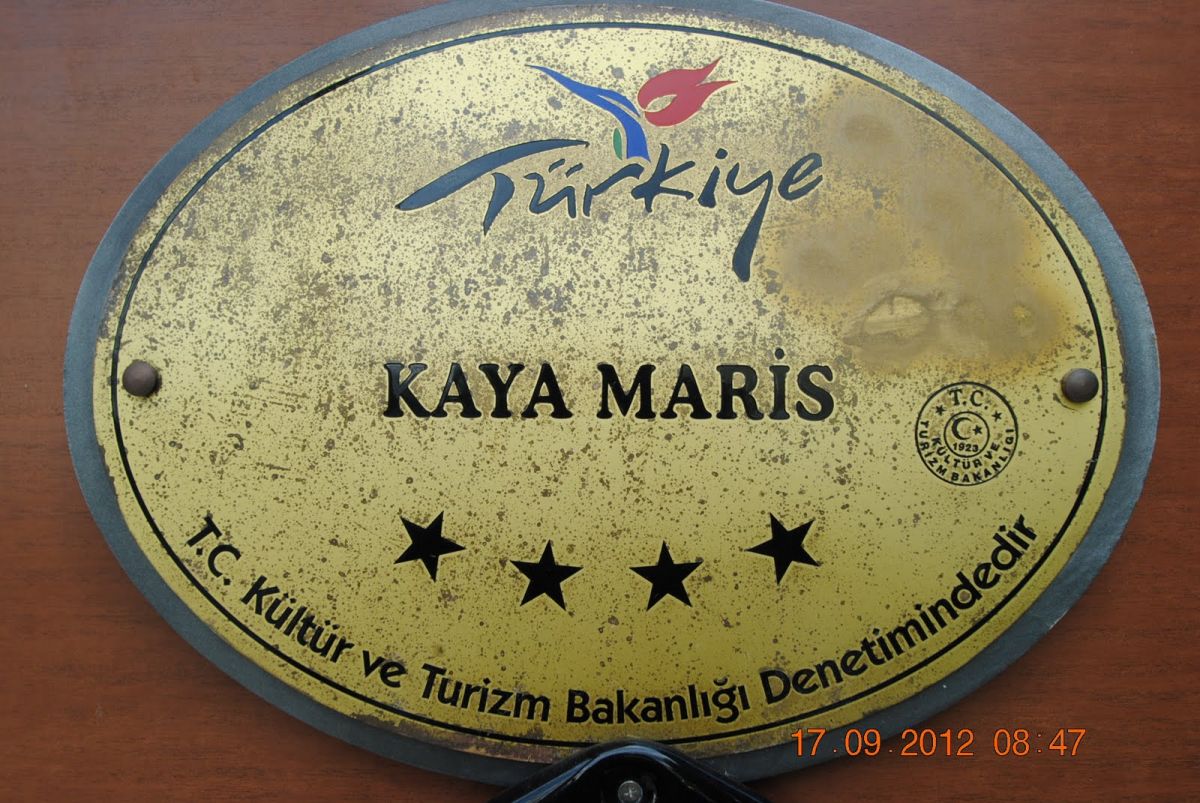 Türkiye
KAYA MARİS
T.C.
1923
KÜLTÜR VE
TURİZM BAKANLIĞI
T.C. Kültür ve Turizm Bakanlığı Denetimindedir
17.09.2012 08:47